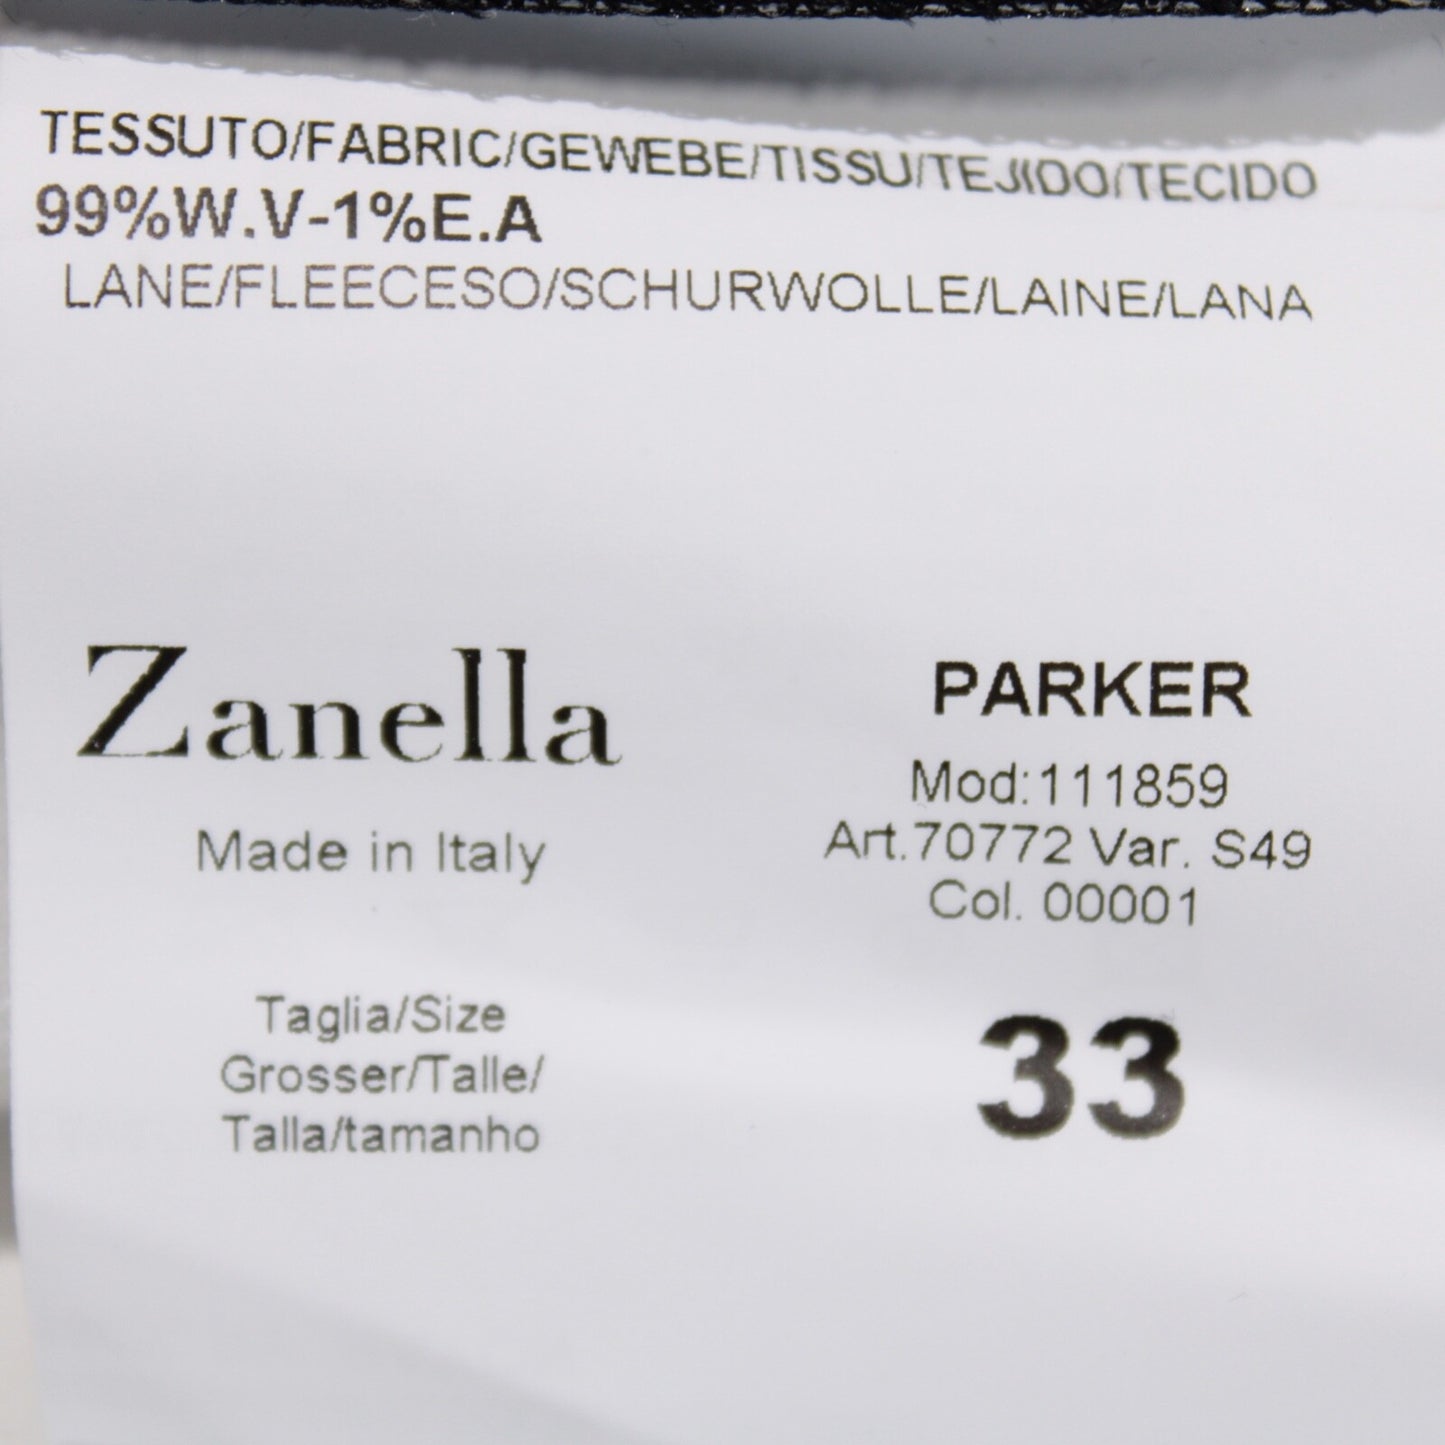 TESSUTO/FABRIC/GEWEBE/TISSU/TEJIDO/TECIDO
99%W.V-1%E.A
LANE/FLEECESO/SCHURWOLLE/LAINE/LANA
Zanella
Made in Italy
PARKER
Mod:111859
Art.70772 Var. S49
Col. 00001
Taglia/Size
Grosser/Talle/
Talla/tamanho
33